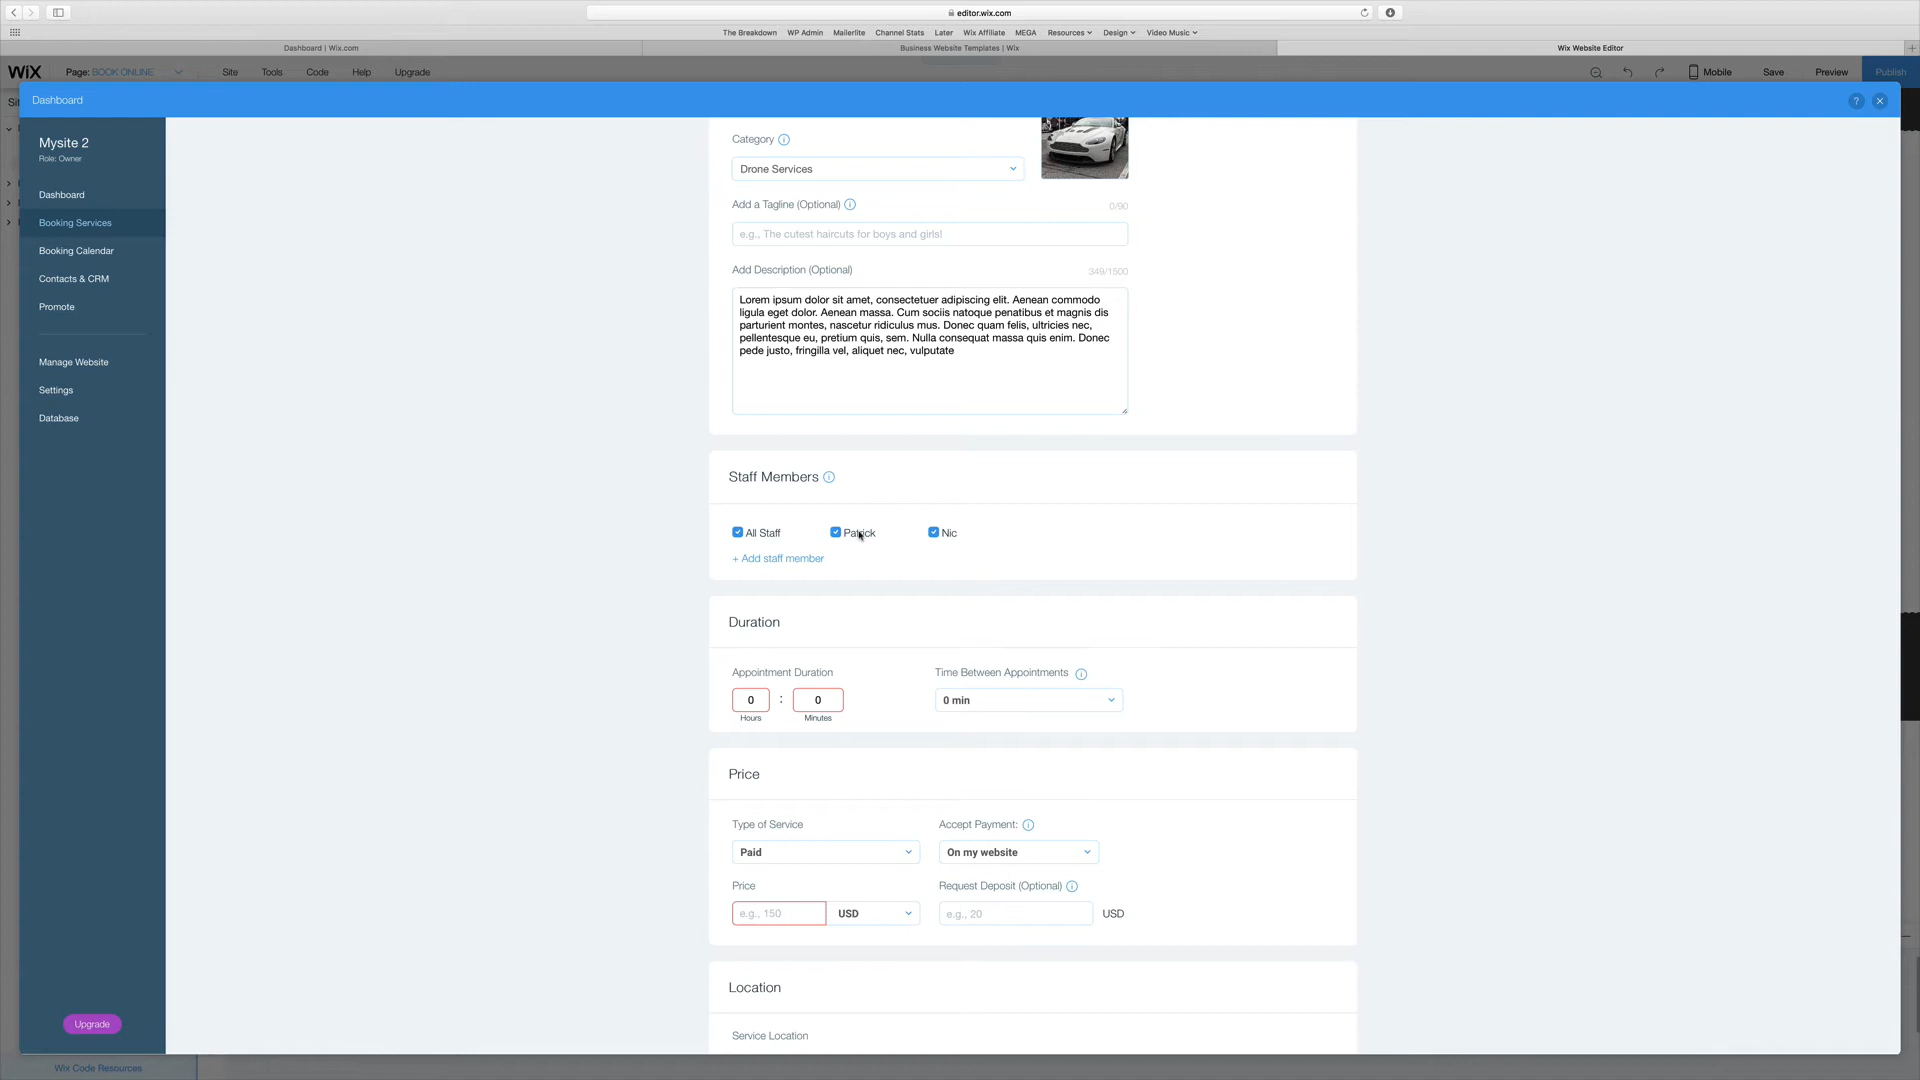 editor.wix.com
The Breakdown WP Admin Mailerlite Channel Stats Later Wix Affiliate MEGA Resources Design Video Music
Dashboard | Wix.com Business Website Templates | Wix Wix Website Editor
WiX Page: BOOK ONLINE Site Tools Code Help Upgrade Mobile Save Preview Publish
Dashboard
Mysite 2
Role: Owner
Dashboard
Booking Services
Booking Calendar
Contacts & CRM
Promote
Manage Website
Settings
Database
Upgrade
Wix Code Resources
Category
Drone Services
Add a Tagline (Optional) 0/90
e.g., The cutest haircuts for boys and girls!
Add Description (Optional) 349/1500
Lorem ipsum dolor sit amet, consectetuer adipiscing elit. Aenean commodo
ligula eget dolor. Aenean massa. Cum sociis natoque penatibus et magnis dis
parturient montes, nascetur ridiculus mus. Donec quam felis, ultricies nec,
pellentesque eu, pretium quis, sem. Nulla consequat massa quis enim. Donec
pede justo, fringilla vel, aliquet nec, vulputate
Staff Members
All Staff Patrick Nic
+ Add staff member
Duration
Appointment Duration Time Between Appointments
0 : 0 0 min
Hours Minutes
Price
Type of Service Accept Payment:
Paid On my website
Price Request Deposit (Optional)
e.g., 150 USD e.g., 20 USD
Location
Service Location